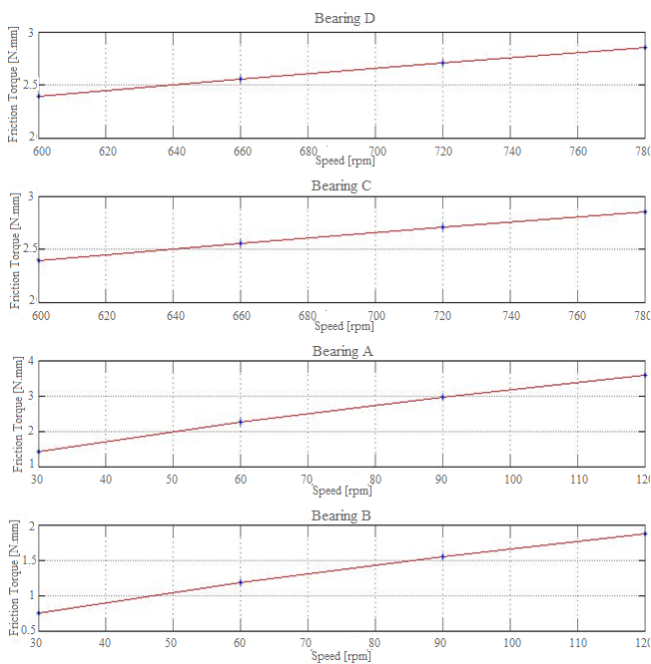 Bearing D
Friction Torque [N.mm]
3
2.5
2
600 620 640 660 680 700 720 740 760 780
Speed [rpm]
Bearing C
Friction Torque [N.mm]
3
2.5
2
600 620 640 660 680 700 720 740 760 780
Speed [rpm]
Bearing A
Friction Torque [N.mm]
4
3
2
1
30 40 50 60 70 80 90 100 110 120
Speed [rpm]
Bearing B
Friction Torque [N.mm]
2
1.5
1
0.5
30 40 50 60 70 80 90 100 110 120
Speed [rpm]